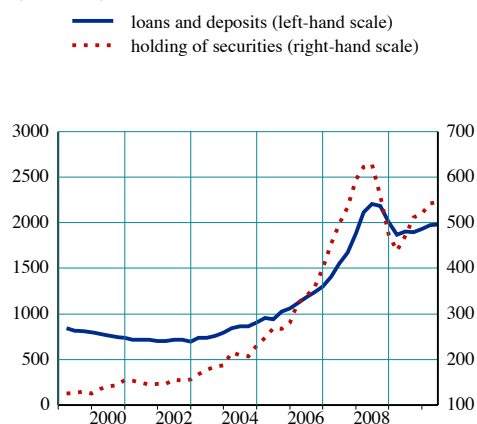 loans and deposits (left-hand scale)
holding of securities (right-hand scale)
3000 700
2500 600
2000 500
1500 400
1000 300
500 200
0 100
2000 2002 2004 2006 2008